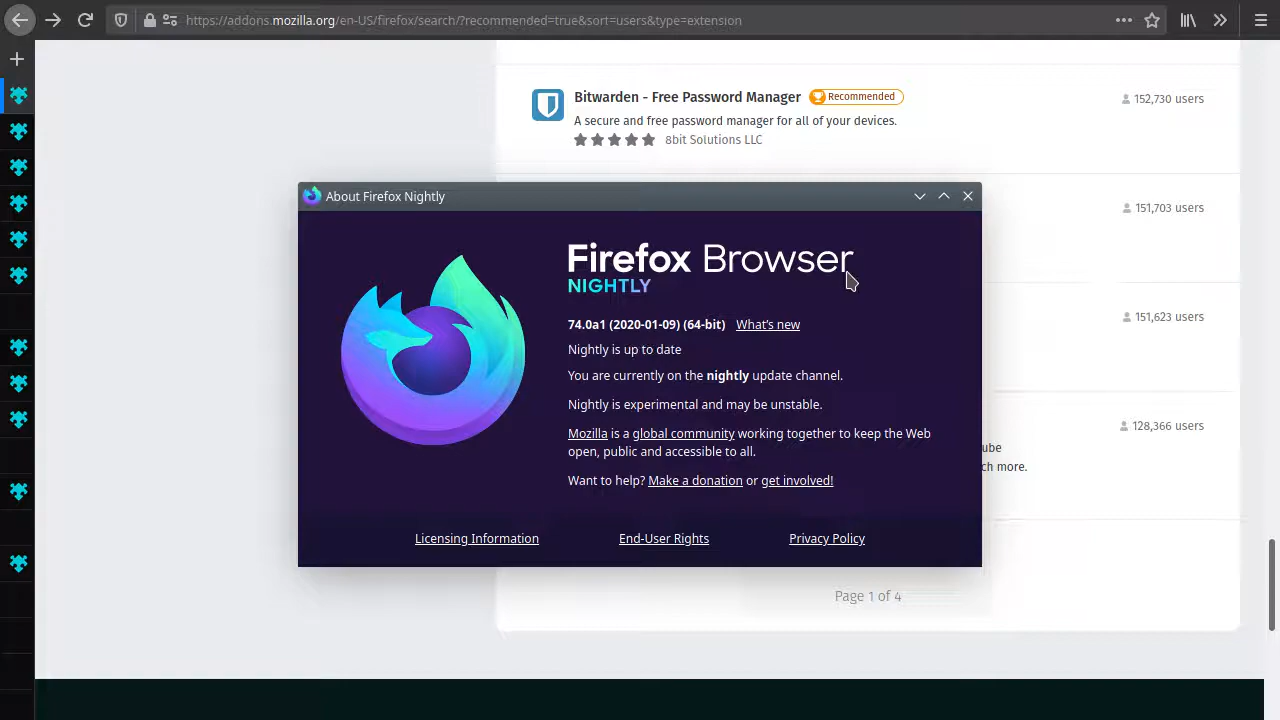 https://addons.mozilla.org/en-US/firefox/search/?recommended=true&sort=users&type=extension
Bitwarden - Free Password Manager Recommended 152,730 users
A secure and free password manager for all of your devices.
8bit Solutions LLC
About Firefox Nightly
151,703 users
Firefox Browser
NIGHTLY
74.0a1 (2020-01-09) (64-bit) What's new
151,623 users
Nightly is up to date
You are currently on the nightly update channel.
Nightly is experimental and may be unstable.
128,366 users
Mozilla is a global community working together to keep the Web
open, public and accessible to all.
ube
ch more.
Want to help? Make a donation or get involved!
Licensing Information End-User Rights Privacy Policy
Page 1 of 4